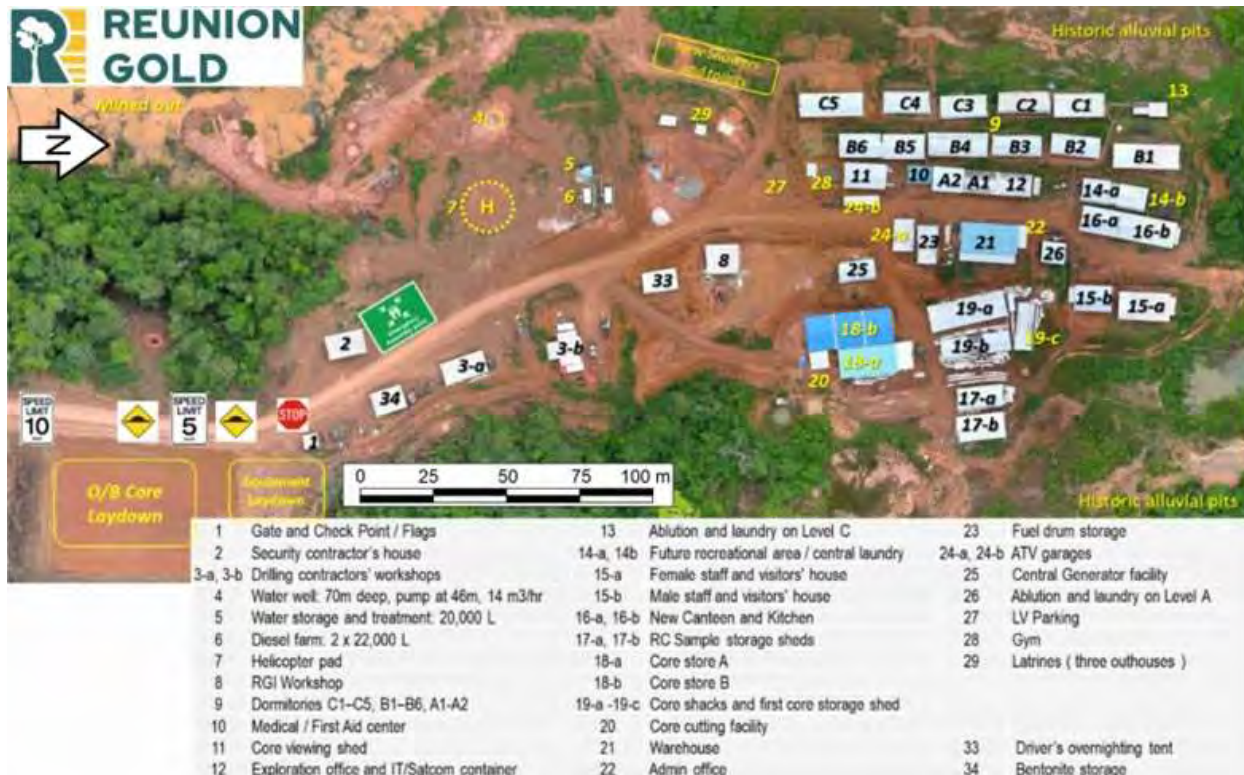 REUNION
GOLD
Historic alluvial pits
Mined out
New Showers
and toilets
N
4
29
C5
C4
C3
C2
C1
13
9
B6
B5
B4
B3
B2
B1
5
6
7
H
27
28
11
10
A2
A1
12
14-a
14-b
24-b
16-a
16-b
24-a
23
21
22
26
8
33
25
15-b
15-a
2
3-a
3-b
34
18-b
18-a
20
19-a
19-b
19-c
17-a
17-b
SPEED
LIMIT
10
SPEED
LIMIT
5
STOP
1
O/B Core
Laydown
Equipment
Laydown
0 25 50 75 100 m
Historic alluvial pits
1 Gate and Check Point / Flags
2 Security contractor's house
3-a, 3-b Drilling contractors' workshops
4 Water well: 70m deep, pump at 46m, 14 m3/hr
5 Water storage and treatment: 20,000 L
6 Diesel farm: 2 x 22,000 L
7 Helicopter pad
8 RGI Workshop
9 Dormitories C1–C5, B1–B6, A1-A2
10 Medical / First Aid center
11 Core viewing shed
12 Exploration office and IT/Satcom container
13 Ablution and laundry on Level C
14-a, 14b Future recreational area / central laundry
15-a Female staff and visitors' house
15-b Male staff and visitors' house
16-a, 16-b New Canteen and Kitchen
17-a, 17-b RC Sample storage sheds
18-a Core store A
18-b Core store B
19-a -19-c Core shacks and first core storage shed
20 Core cutting facility
21 Warehouse
22 Admin office
23 Fuel drum storage
24-a, 24-b ATV garages
25 Central Generator facility
26 Ablution and laundry on Level A
27 LV Parking
28 Gym
29 Latrines ( three outhouses )
33 Driver's overnighting tent
34 Bentonite storage